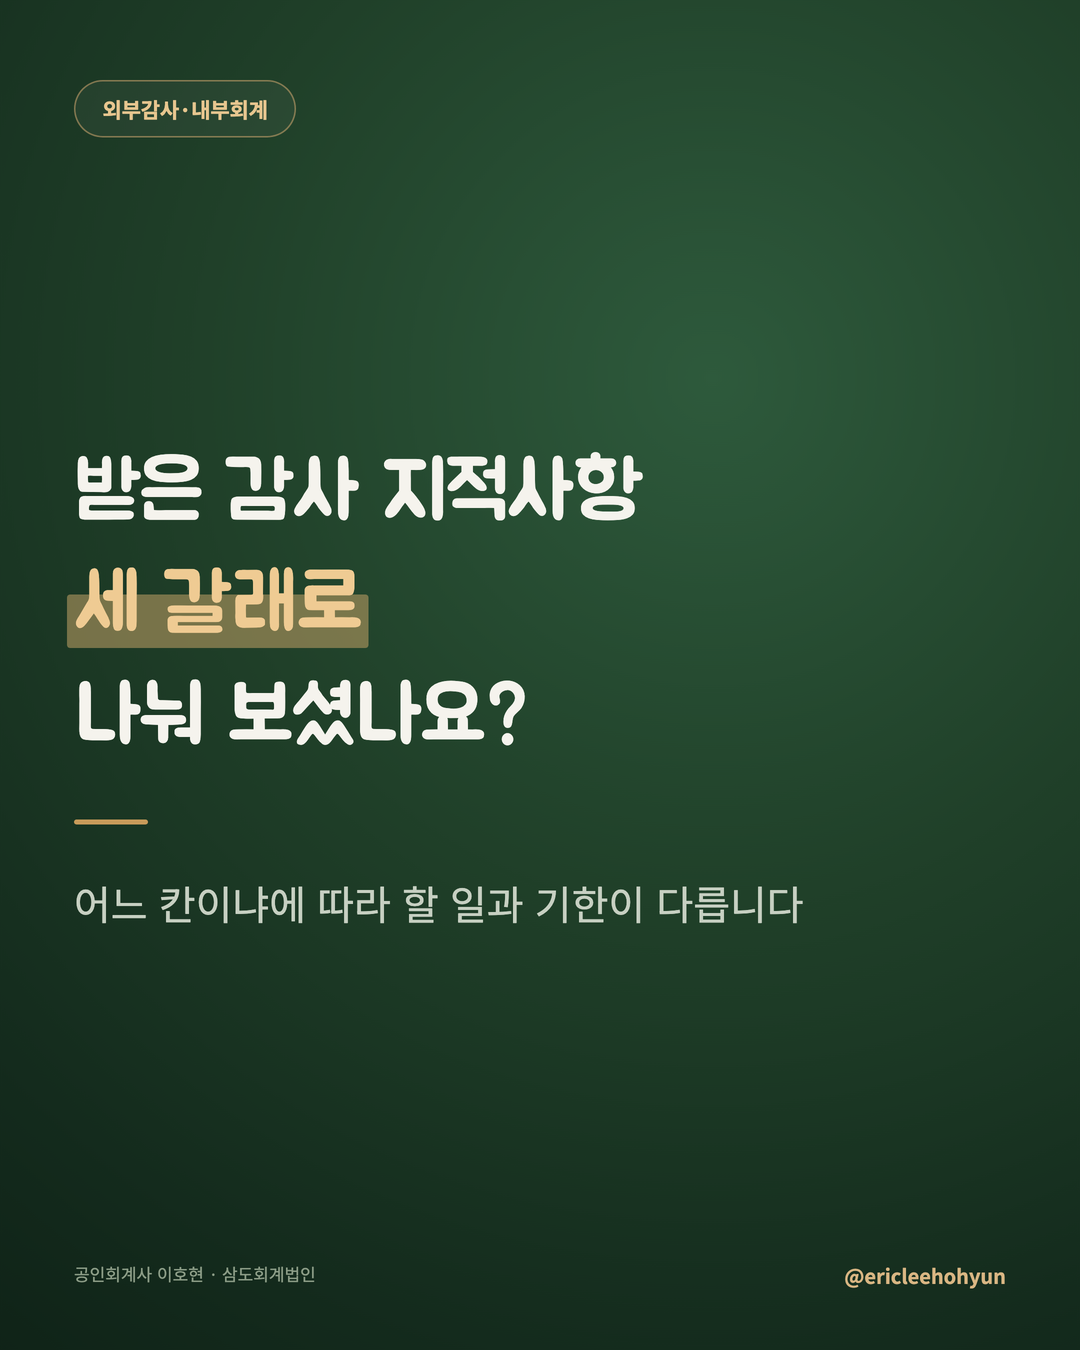 외부감사·내부회계
받은 감사 지적사항
세 갈래로
나눠 보셨나요?
어느 칸이냐에 따라 할 일과 기한이 다릅니다
공인회계사 이호현 · 삼도회계법인
@ericleehohyun